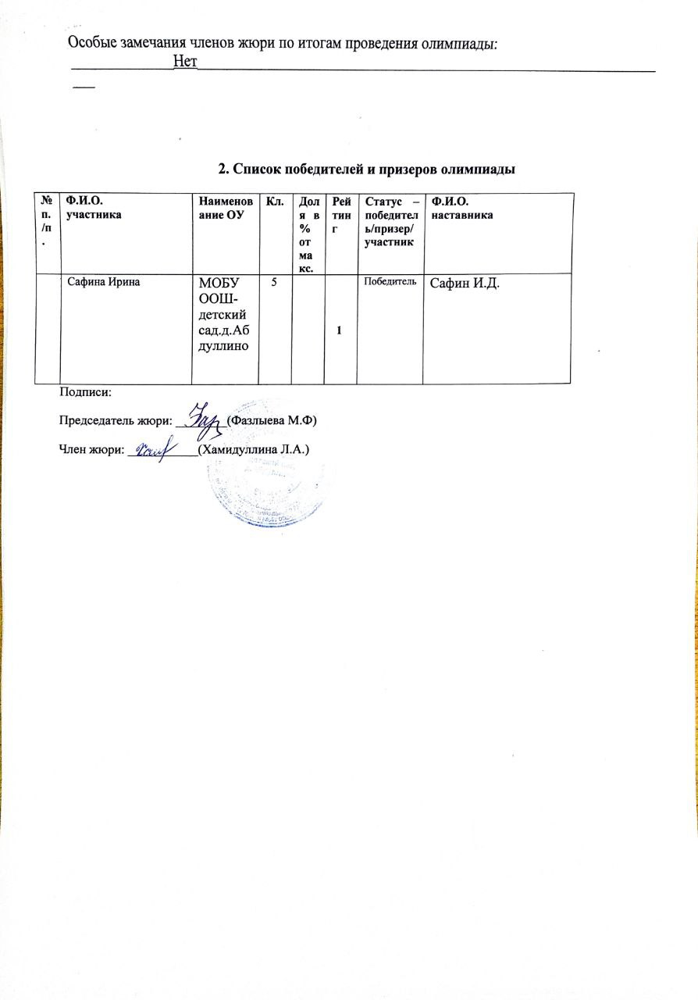 Особые замечания членов жюри по итогам проведения олимпиады:
Нет
2. Список победителей и призеров олимпиады
№ п. /п .
Ф.И.О. участника
Наименов ание ОУ
Кл.
Дол я в % от ма кс.
Рей тин г
Статус – победител ь/призер/ участник
Ф.И.О. наставника
Сафина Ирина
МОБУ
ООШ-
детский
сад.д.Аб
дуллино
5
1
Победитель
Сафин И.Д.
Подписи:
Председатель жюри: (Фазлыева М.Ф)
Член жюри: (Хамидуллина Л.А.)